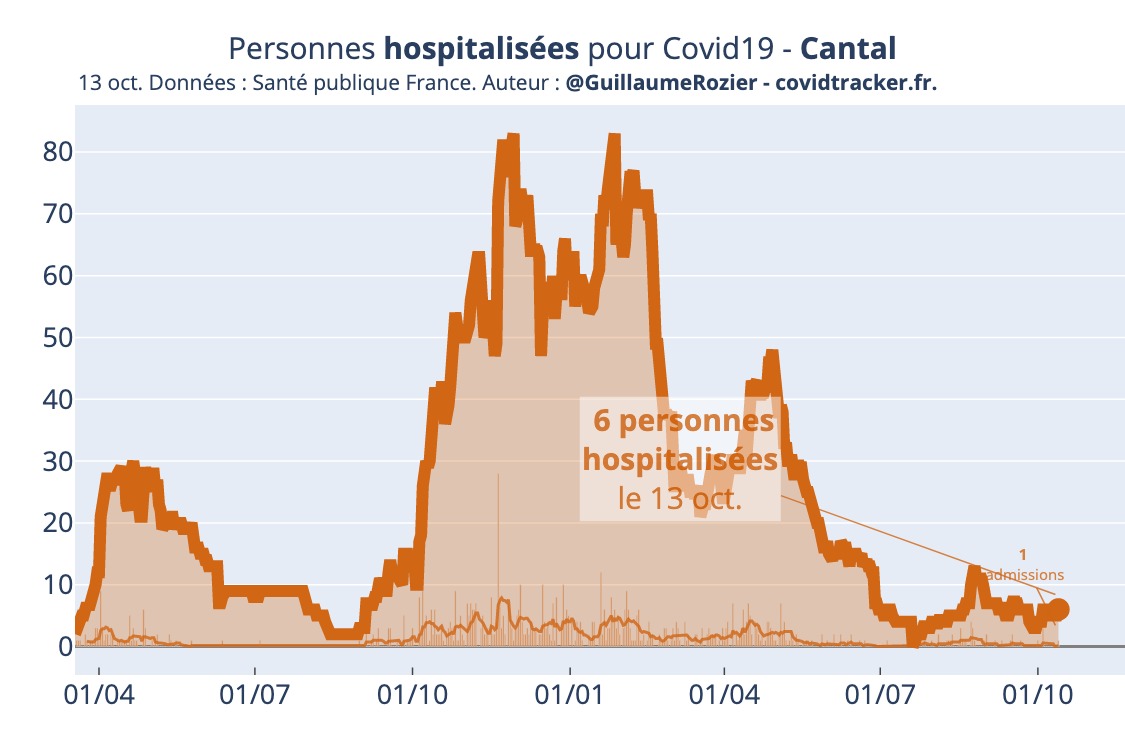 Personnes hospitalisées pour Covid19 - Cantal
13 oct. Données : Santé publique France. Auteur : @GuillaumeRozier - covidtracker.fr.
80
70
60
50
40
30
20
10
0
6 personnes
hospitalisées
le 13 oct.
1
admissions
01/04
01/07
01/10
01/01
01/04
01/07
01/10